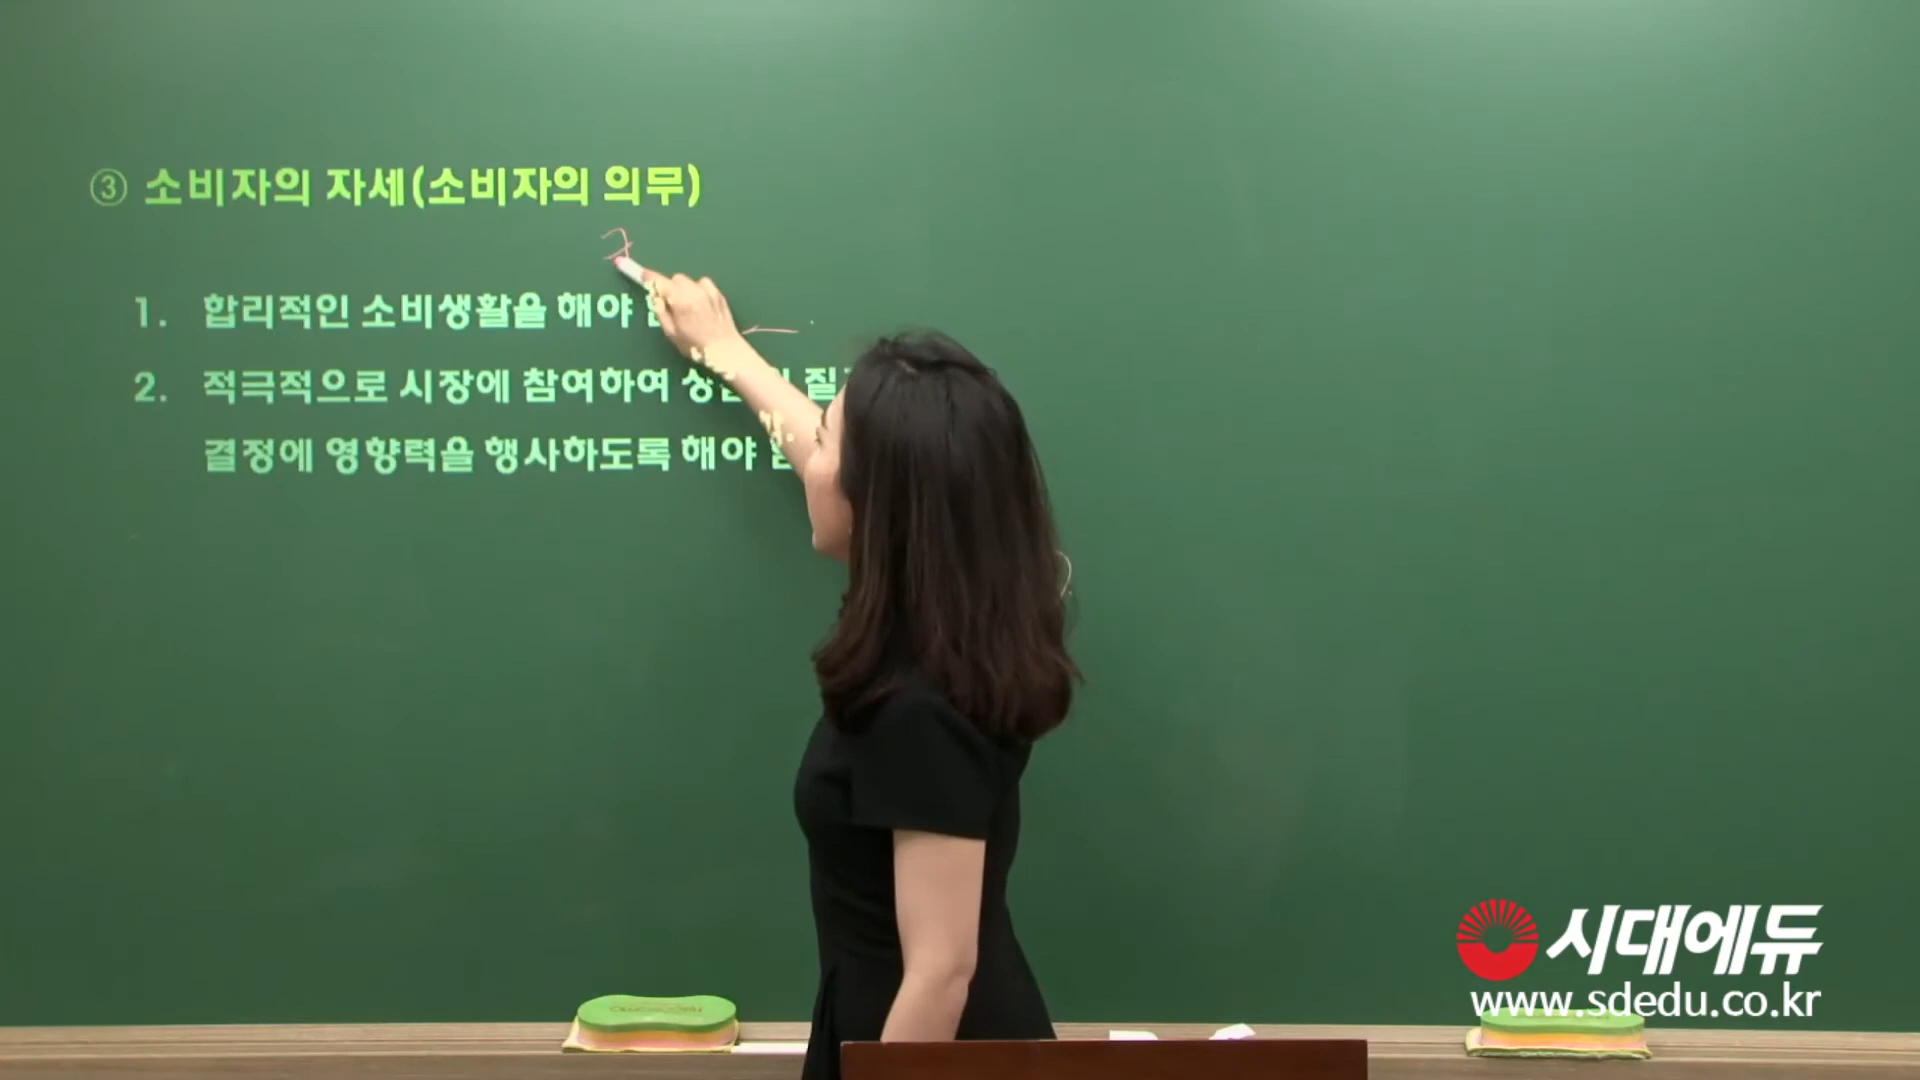 ③ 소비자의 자세(소비자의 의무)
1. 합리적인 소비생활을 해야
2. 적극적으로 시장에 참여하여
결정에 영향력을 행사하도록 해야
시대에듀
www.sdedu.co.kr